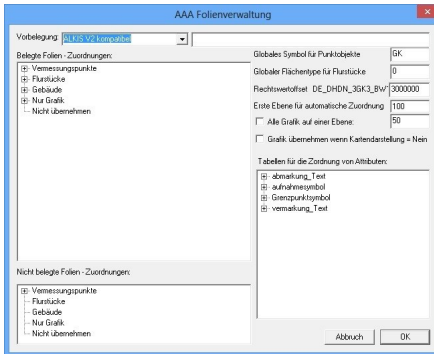 AAA Folienverwaltung
Vorbelegung: ALKIS V2 kompatibel
Belegte Folien - Zuordnungen:
Vermessungspunkte
Flurstücke
Gebäude
Nur Grafik
Nicht übernehmen
Nicht belegte Folien - Zuordnungen:
Vermessungspunkte
Flurstücke
Gebäude
Nur Grafik
Nicht übernehmen
Globales Symbol für Punktobjekte GK
Globaler Flächentype für Flurstücke 0
Rechtswertoffset DE_DHDN_3GK3_BW 3000000
Erste Ebene für automatische Zuordnung 100
Alle Grafik auf einer Ebene: 50
Grafik übernehmen wenn Kartendarstellung = Nein
Tabellen für die Zordnung von Attributen:
abmarkung_Text
aufnahmesymbol
Grenzpunktsymbol
vermarkung_Text
Abbruch OK